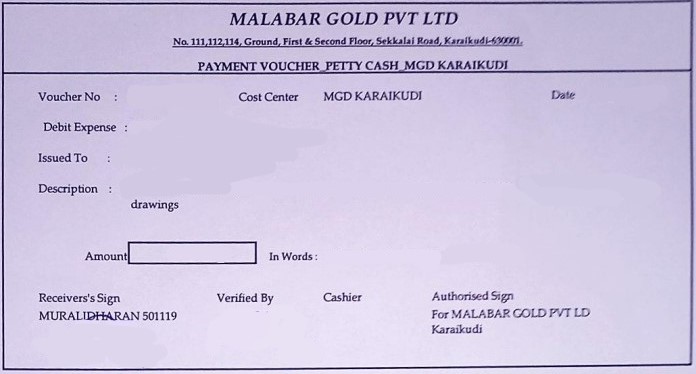 MALABAR GOLD PVT LTD
No. 111,112,114, Ground, First & Second Floor, Sekkalai Road, Karaikudi-630001.
PAYMENT VOUCHER_PETTY CASH_MGD KARAIKUDI
Voucher No : Cost Center MGD KARAIKUDI Date
Debit Expense :
Issued To :
Description :
drawings
Amount In Words :
Receivers's Sign Verified By Cashier Authorised Sign
MURALIDHARAN 501119 For MALABAR GOLD PVT LD
Karaikudi